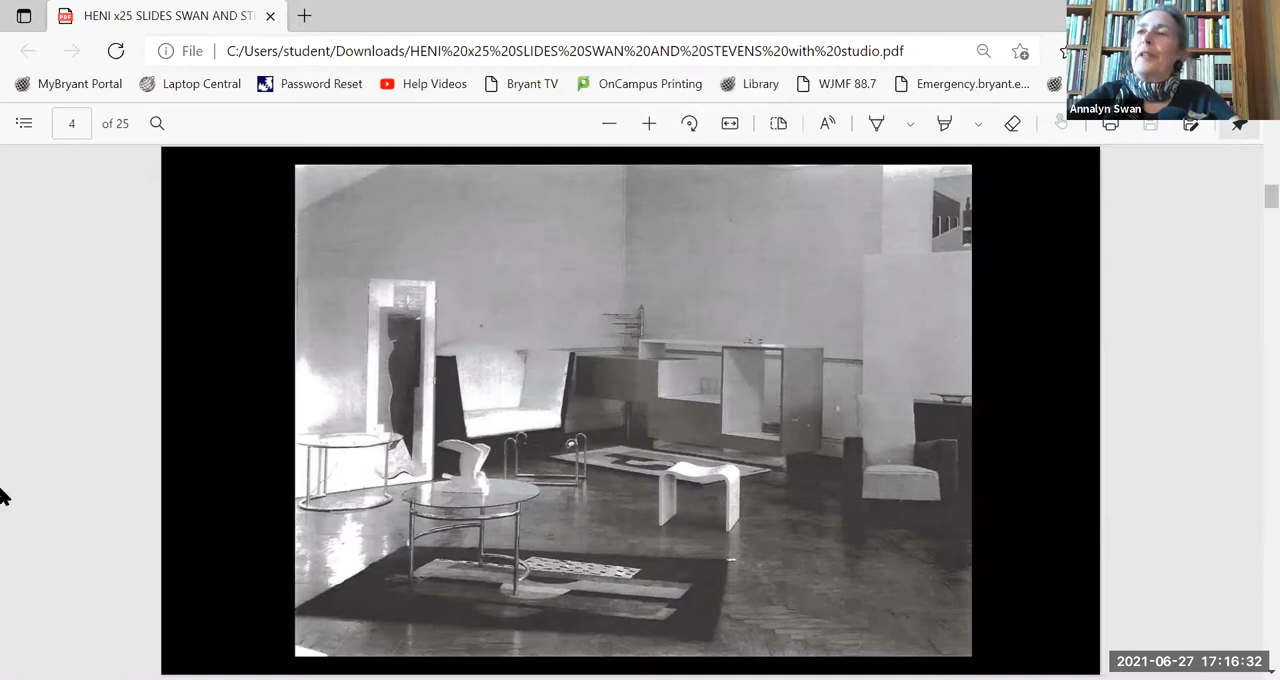 HENI x25 SLIDES SWAN AND ST
File C:/Users/student/Downloads/HENI%20x25%20SLIDES%20SWAN%20AND%20STEVENS%20with%20studio.pdf
MyBryant Portal Laptop Central Password Reset Help Videos Bryant TV OnCampus Printing Library WJMF 88.7 Emergency.bryant.e...
Annalyn Swan
4 of 25
2021-06-27 17:16:32